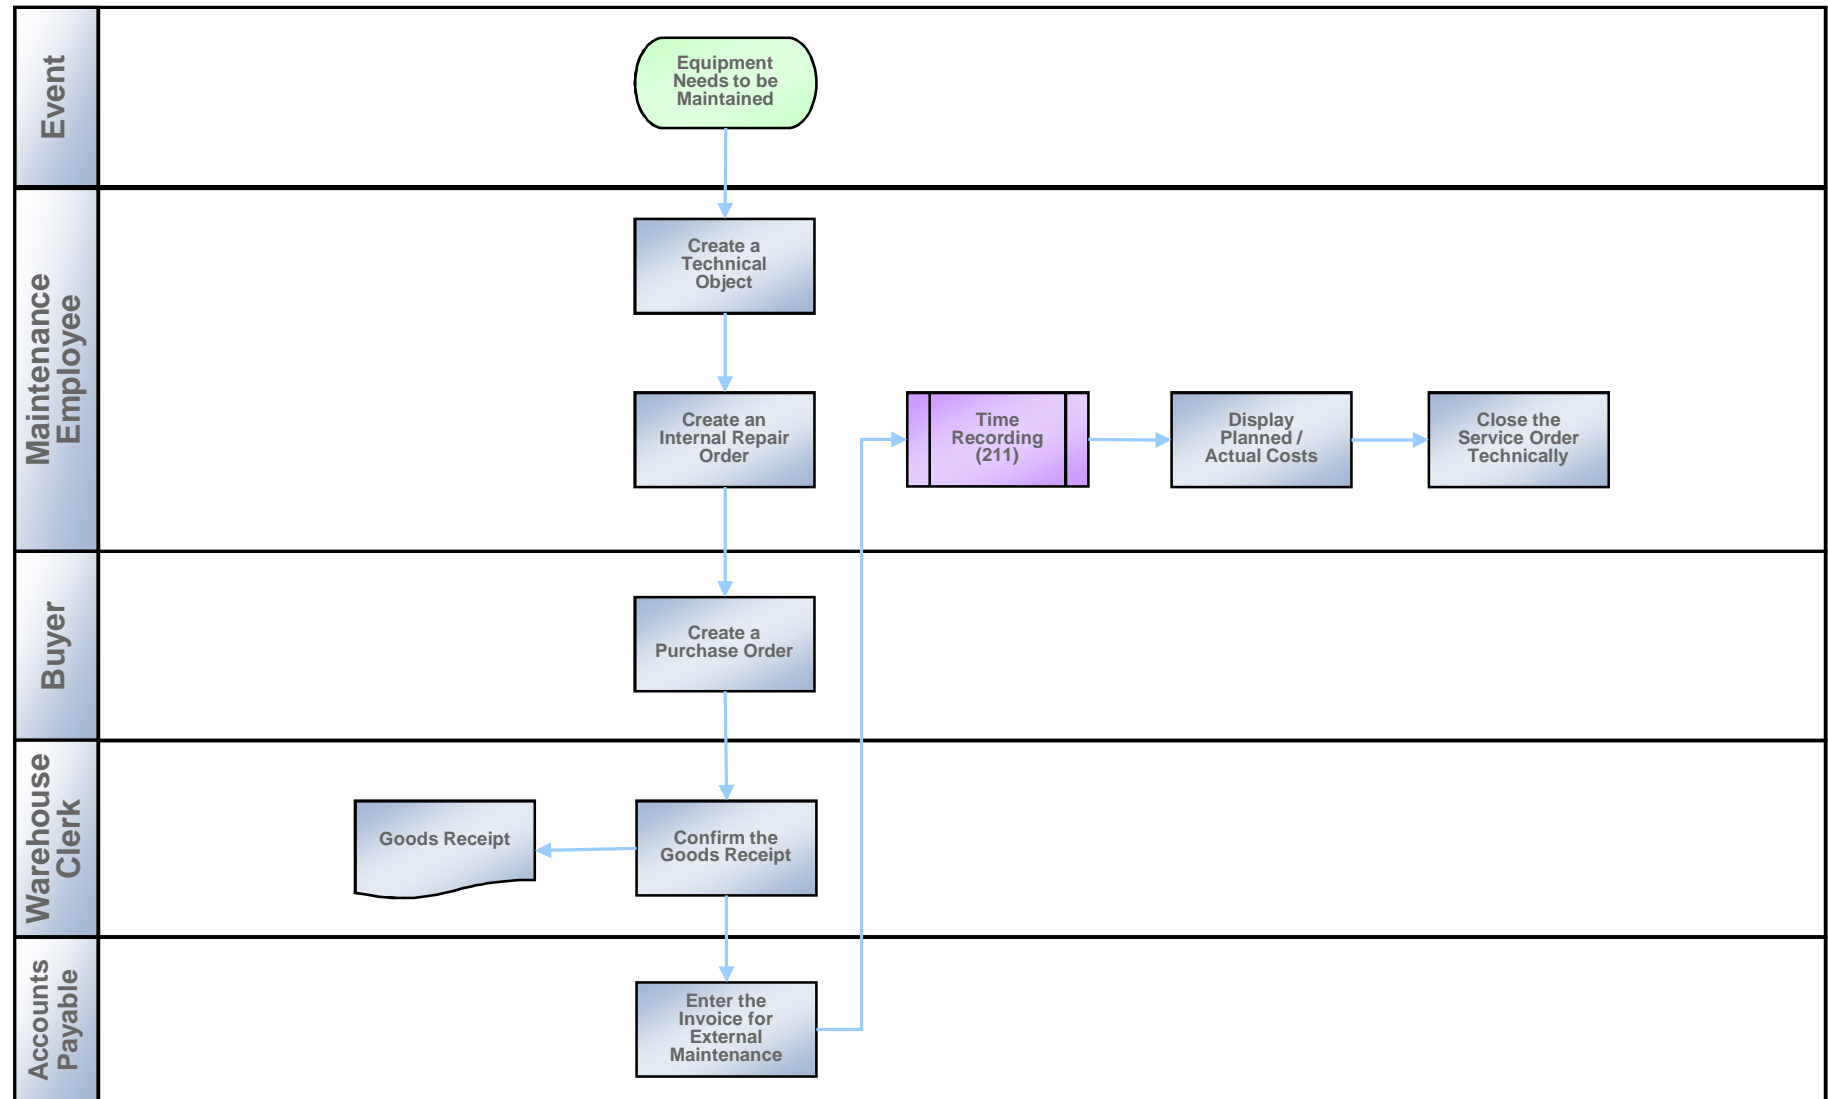 Event
Equipment
Needs to be
Maintained
Maintenance
Employee
Create a
Technical
Object
Create an
Internal Repair
Order
Time
Recording
(211)
Display
Planned /
Actual Costs
Close the
Service Order
Technically
Buyer
Create a
Purchase Order
Warehouse
Clerk
Goods Receipt
Confirm the
Goods Receipt
Accounts
Payable
Enter the
Invoice for
External
Maintenance